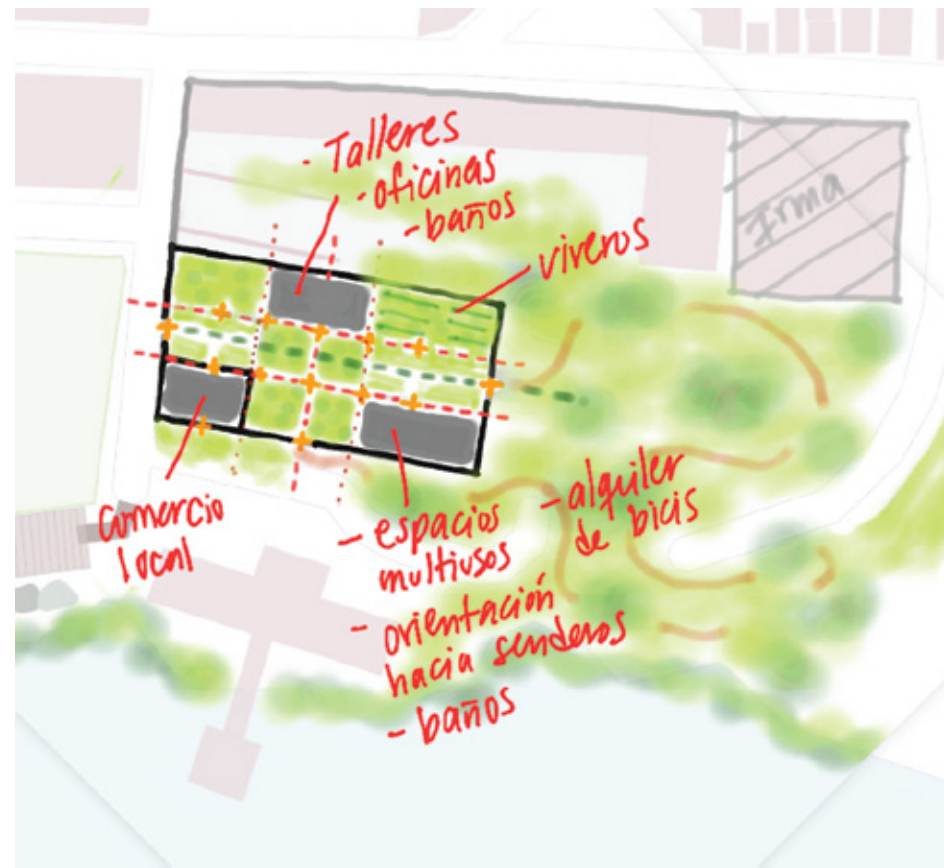 - Talleres
- oficinas
- baños
viveros
Irma
comercio
local
- espacios
multiusos
- orientación
hacia senderos
- baños
- alquiler
de bicis